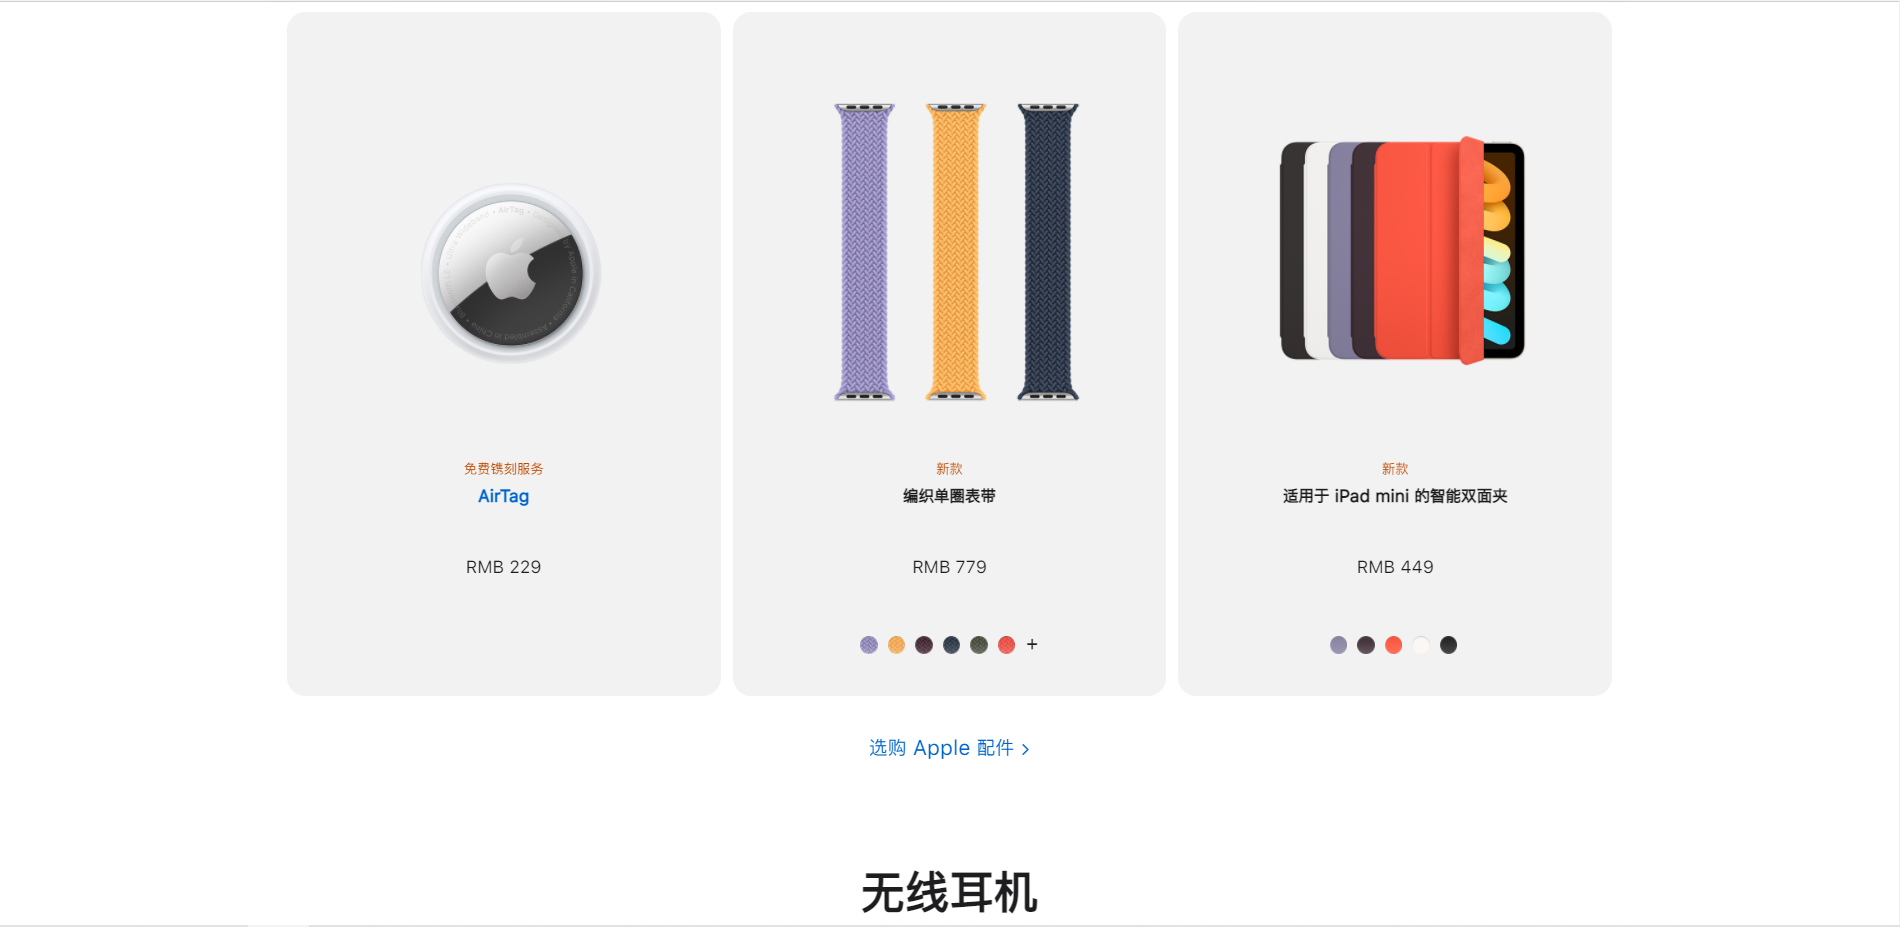 免费镌刻服务
AirTag
RMB 229
新款
编织单圈表带
RMB 779
+
新款
适用于 iPad mini 的智能双面夹
RMB 449
选购 Apple 配件 >
无线耳机